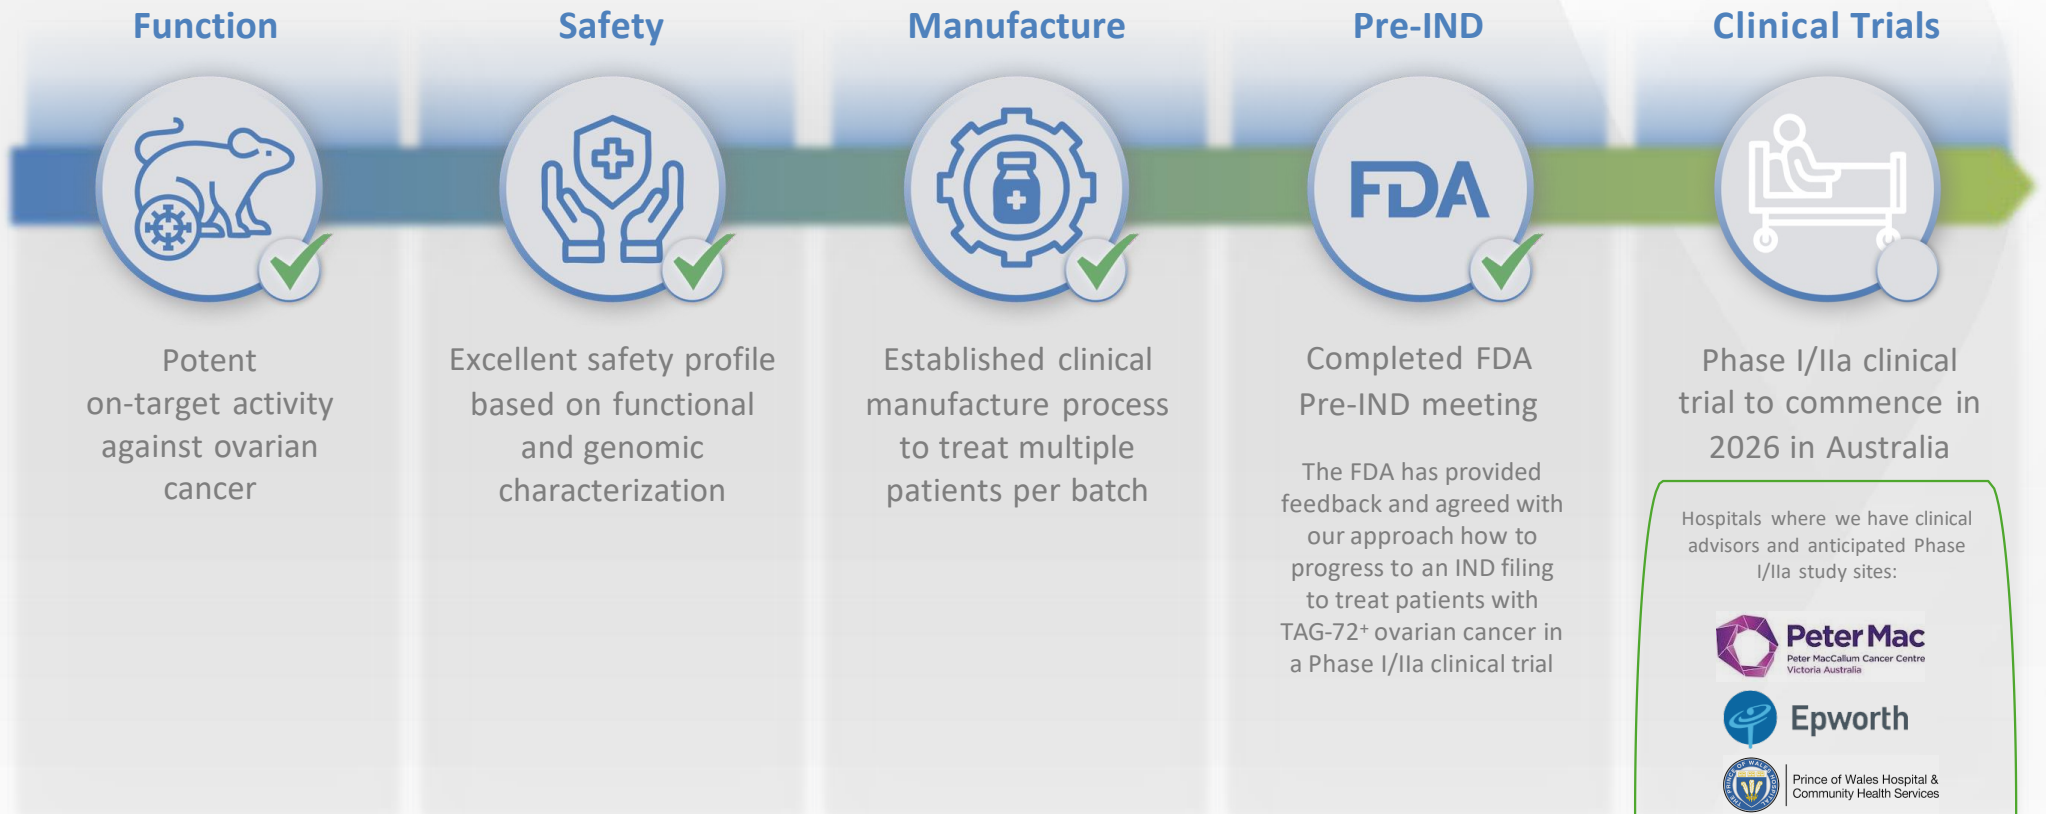 Function
Potent
on-target activity
against ovarian
cancer
Safety
Excellent safety profile
based on functional
and genomic
characterization
Manufacture
Established clinical
manufacture process
to treat multiple
patients per batch
Pre-IND
FDA
Completed FDA
Pre-IND meeting
The FDA has provided
feedback and agreed with
our approach how to
progress to an IND filing
to treat patients with
TAG-72⁺ ovarian cancer in
a Phase I/IIa clinical trial
Clinical Trials
Phase I/IIa clinical
trial to commence in
2026 in Australia
Hospitals where we have clinical
advisors and anticipated Phase
I/IIa study sites:
Peter Mac
Peter MacCallum Cancer Centre
Victoria Australia
Epworth
THE PRINCE OF WALES HOSPITAL
Prince of Wales Hospital &
Community Health Services